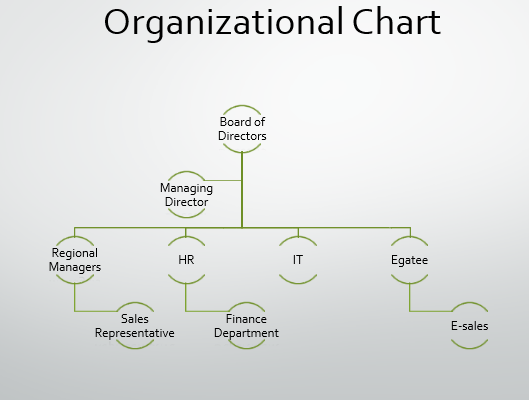 Organizational Chart
Board of
Directors
Managing
Director
Regional
Managers
HR
IT
Egatee
Sales
Representative
Finance
Department
E-sales